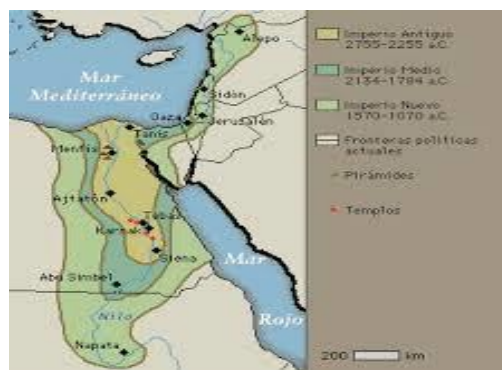 Mar
Mediterráneo
Alepo
Sidón
Jerusalén
Gaza
Tanis
Menfis
Ajtatón
Tebas
Karnak
Siena
Abu Simbel
Nilo
Napata
Mar
Rojo
Imperio Antiguo
2755-2255 a.C.
Imperio Medio
2134-1784 a.C.
Imperio Nuevo
1570-1070 a.C.
Fronteras políticas
actuales
Pirámides
Templos
200 km